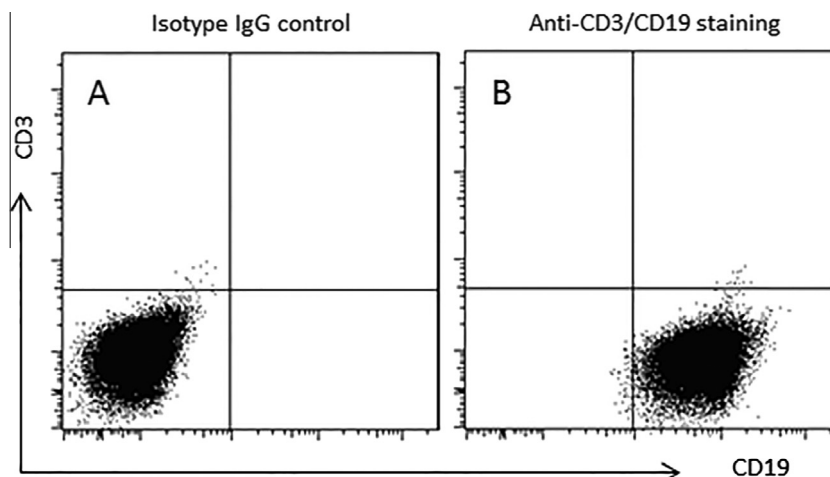 Isotype IgG control
Anti-CD3/CD19 staining
A
B
CD3
CD19